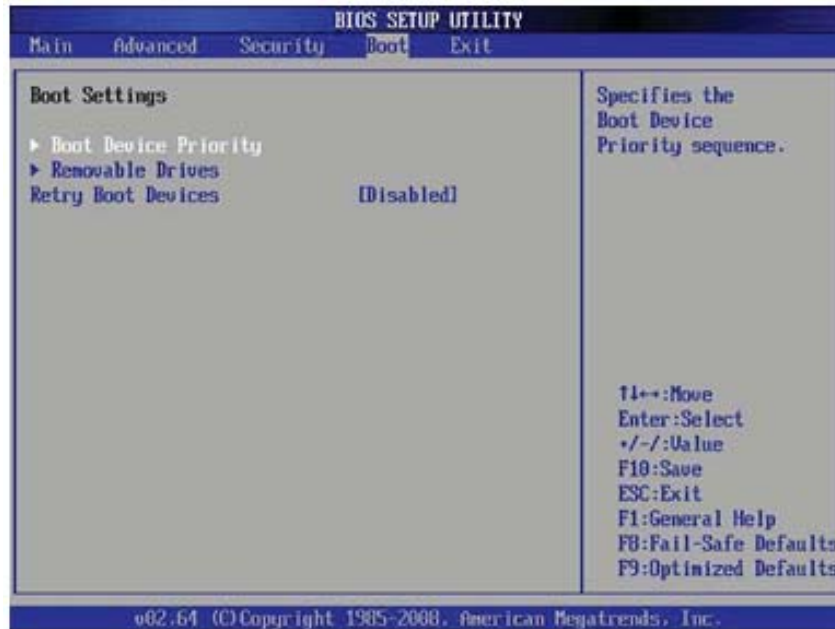 BIOS SETUP UTILITY
Main Advanced Security Boot Exit
Boot Settings
▶ Boot Device Priority
▶ Removable Drives
Retry Boot Devices [Disabled]
Specifies the
Boot Device
Priority sequence.
↑↓←→:Move
Enter:Select
+/-/:Value
F10:Save
ESC:Exit
F1:General Help
F8:Fail-Safe Defaults
F9:Optimized Defaults
v02.64 (C)Copyright 1985-2008, American Megatrends, Inc.